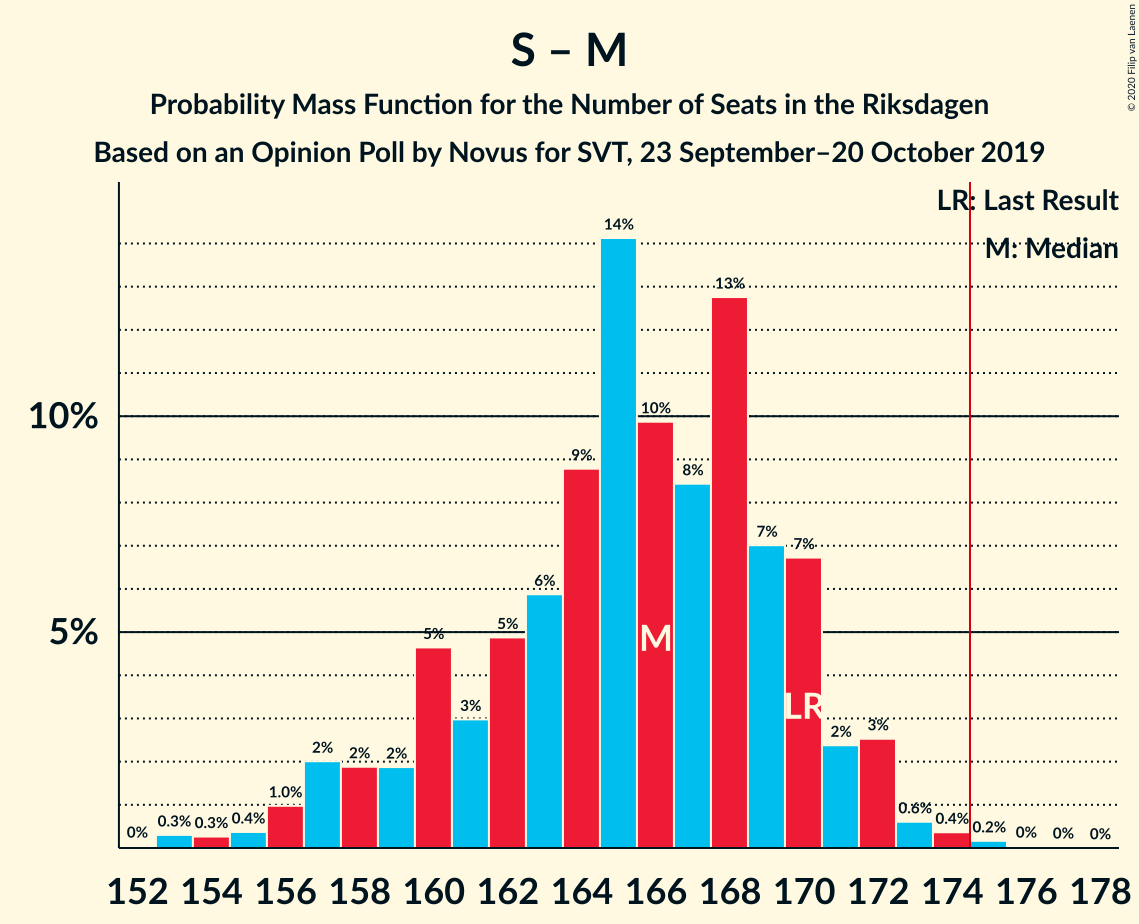 S – M
Probability Mass Function for the Number of Seats in the Riksdagen
Based on an Opinion Poll by Novus for SVT, 23 September–20 October 2019
© 2020 Filip van Laenen
LR: Last Result
M: Median
10%
5%
0% 0.3% 0.3% 0.4% 1.0% 2% 2% 2% 5% 3% 5% 6% 9% 14% 10% 8% 13% 7% 7% 2% 3% 0.6% 0.4% 0.2% 0% 0% 0%
M
LR
152 154 156 158 160 162 164 166 168 170 172 174 176 178